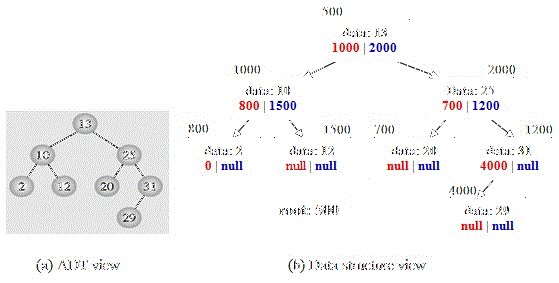 500
data: 13
1000 | 2000
1000
2000
data: 10
Data: 25
800 | 1500
700 | 1200
800
1500
700
1200
data: 2
data: 12
data: 20
data: 31
0 | null
null | null
null | null
4000 | null
4000
root: 500
data: 29
null | null
13
10
25
2
12
20
31
29
(a) ADT view
(b) Data structure view